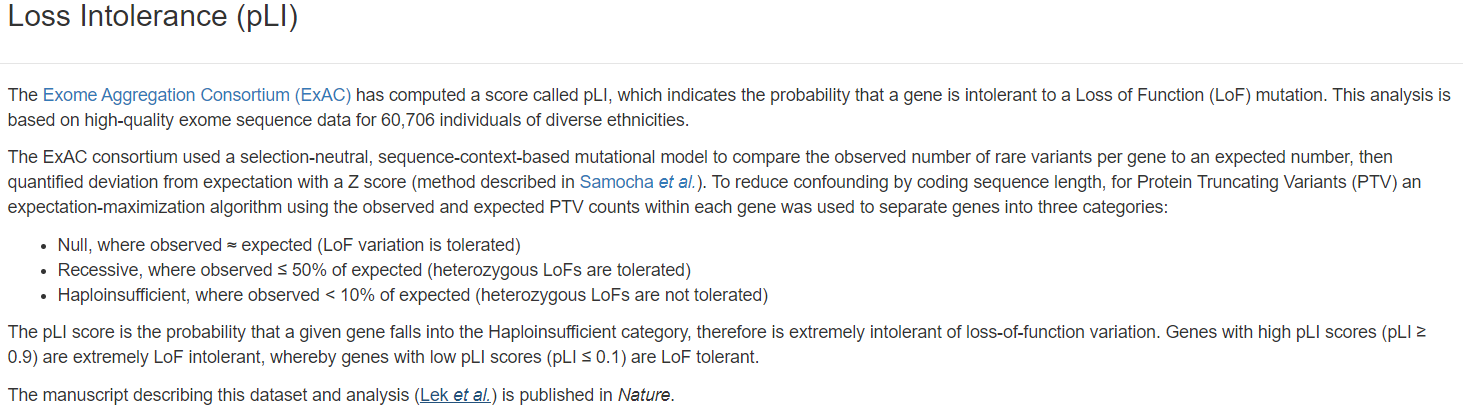 Loss Intolerance (pLI)
The Exome Aggregation Consortium (ExAC) has computed a score called pLI, which indicates the probability that a gene is intolerant to a Loss of Function (LoF) mutation. This analysis is
based on high-quality exome sequence data for 60,706 individuals of diverse ethnicities.
The ExAC consortium used a selection-neutral, sequence-context-based mutational model to compare the observed number of rare variants per gene to an expected number, then
quantified deviation from expectation with a Z score (method described in Samocha et al.). To reduce confounding by coding sequence length, for Protein Truncating Variants (PTV) an
expectation-maximization algorithm using the observed and expected PTV counts within each gene was used to separate genes into three categories:
• Null, where observed ≈ expected (LoF variation is tolerated)
• Recessive, where observed ≤ 50% of expected (heterozygous LoFs are tolerated)
• Haploinsufficient, where observed < 10% of expected (heterozygous LoFs are not tolerated)
The pLI score is the probability that a given gene falls into the Haploinsufficient category, therefore is extremely intolerant of loss-of-function variation. Genes with high pLI scores (pLI ≥
0.9) are extremely LoF intolerant, whereby genes with low pLI scores (pLI ≤ 0.1) are LoF tolerant.
The manuscript describing this dataset and analysis (Lek et al.) is published in Nature.